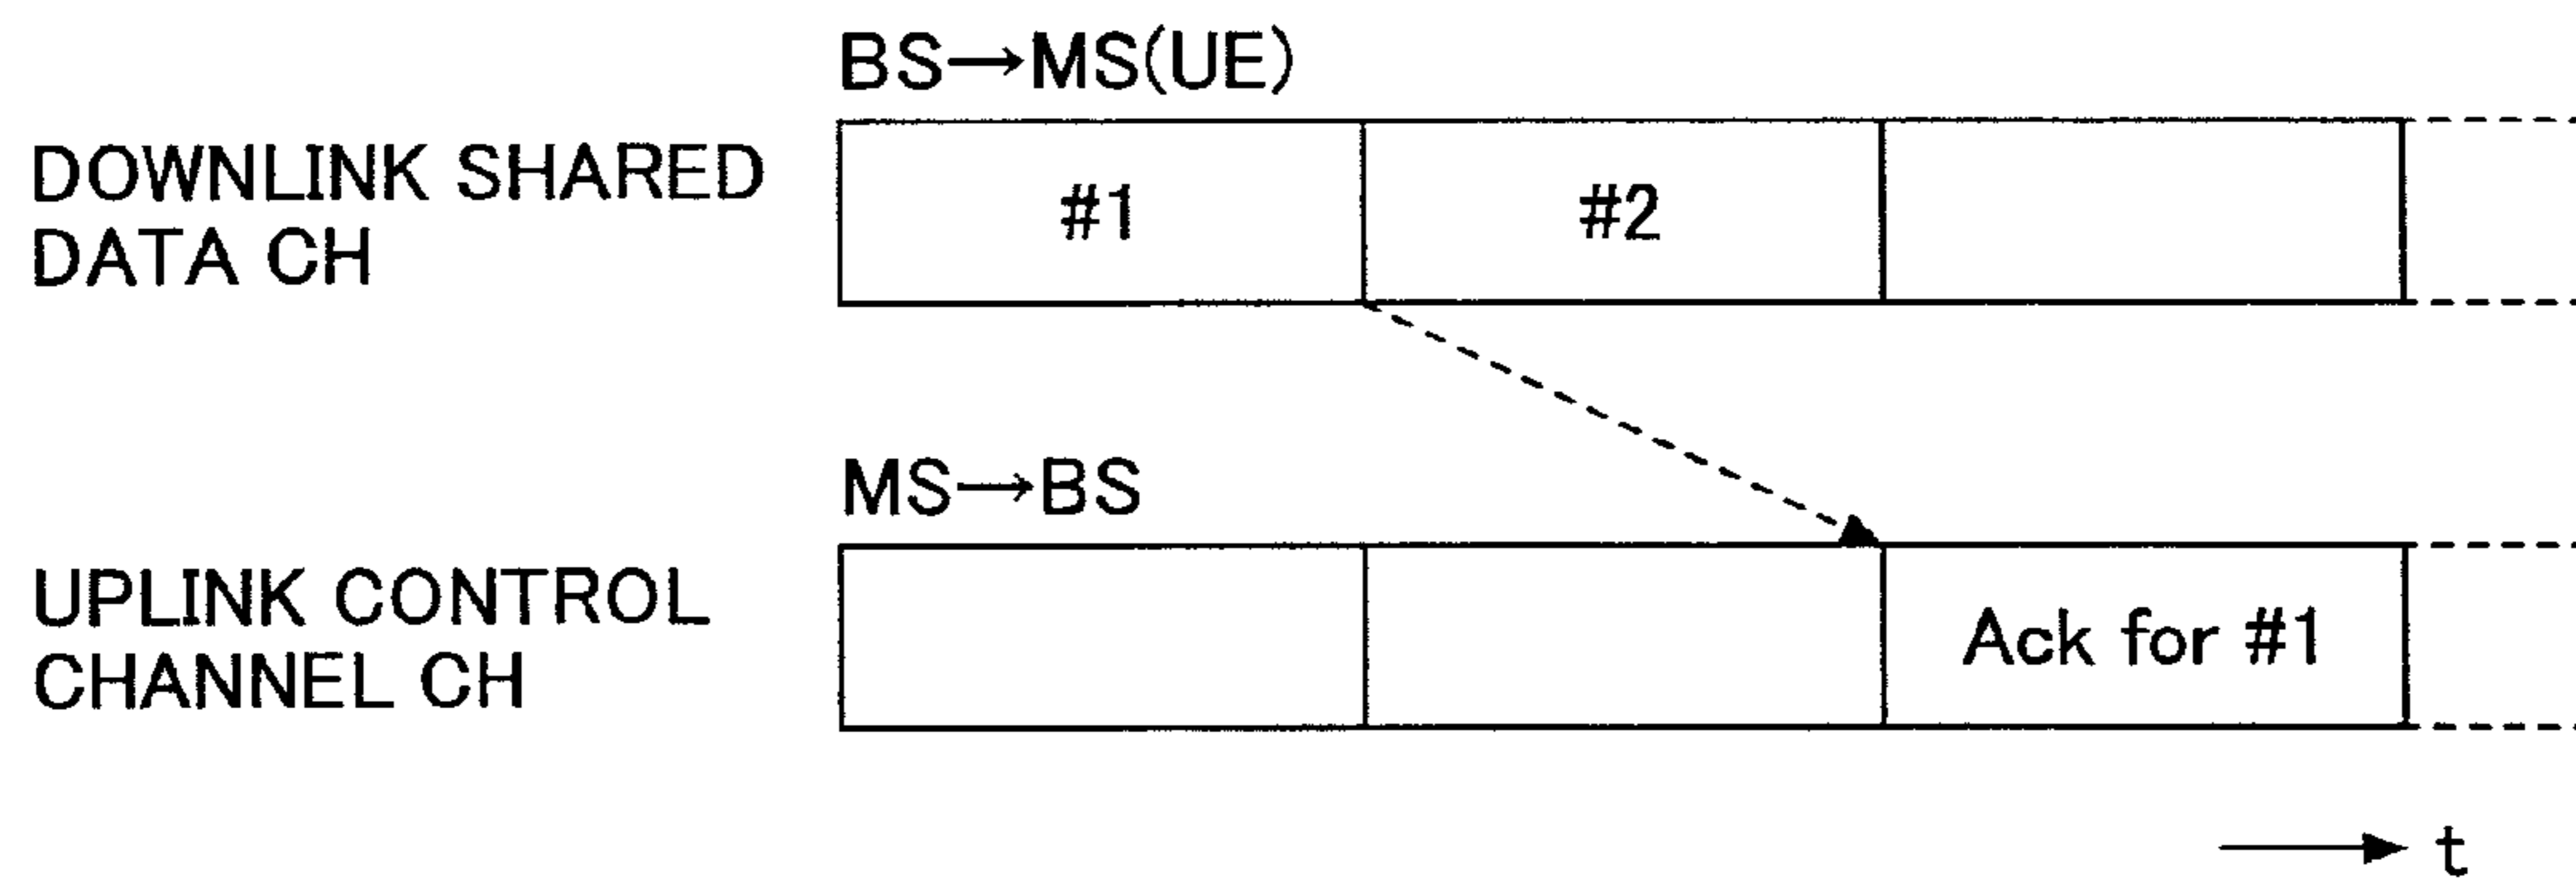 BS→MS(UE)
DOWNLINK SHARED
DATA CH
#1
#2
MS→BS
UPLINK CONTROL
CHANNEL CH
Ack for #1
t